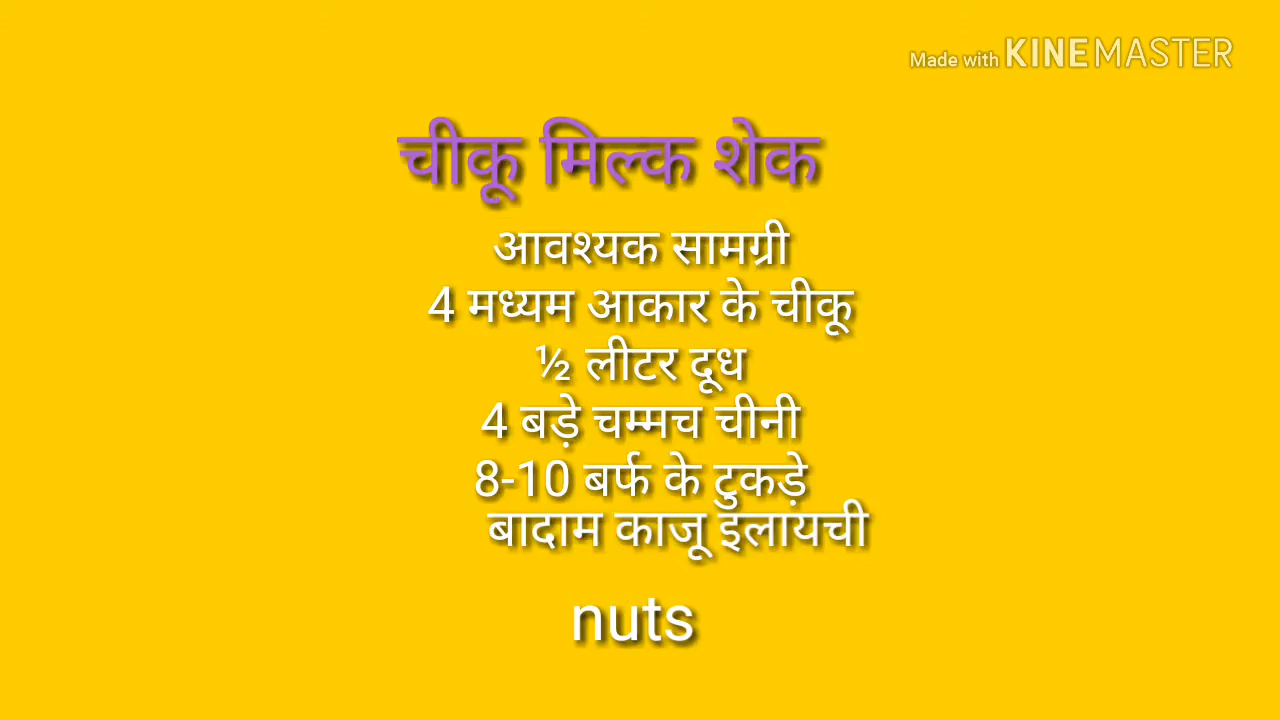 Made with KINEMASTER
चीकू मिल्क शेक
आवश्यक सामग्री
4 मध्यम आकार के चीकू
½ लीटर दूध
4 बड़े चम्मच चीनी
8-10 बर्फ के टुकड़े
बादाम काजू इलायची
nuts